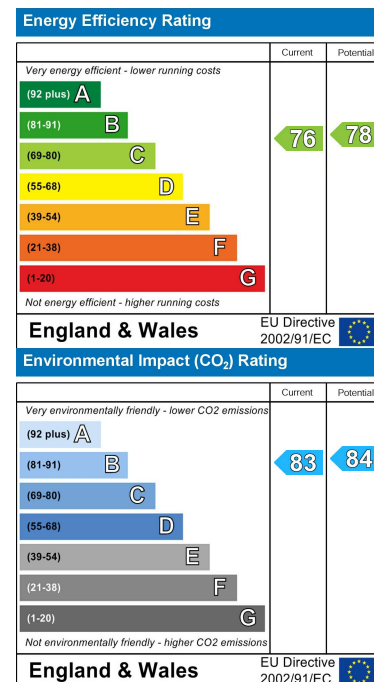 Energy Efficiency Rating
Current Potential
Very energy efficient - lower running costs
(92 plus) A
(81-91) B
76 78
(69-80) C
(55-68) D
(39-54) E
(21-38) F
(1-20) G
Not energy efficient - higher running costs
England & Wales
EU Directive
2002/91/EC
Environmental Impact (CO₂) Rating
Current Potential
Very environmentally friendly - lower CO2 emissions
(92 plus) A
(81-91) B
83 84
(69-80) C
(55-68) D
(39-54) E
(21-38) F
(1-20) G
Not environmentally friendly - higher CO2 emissions
England & Wales
EU Directive
2002/91/EC